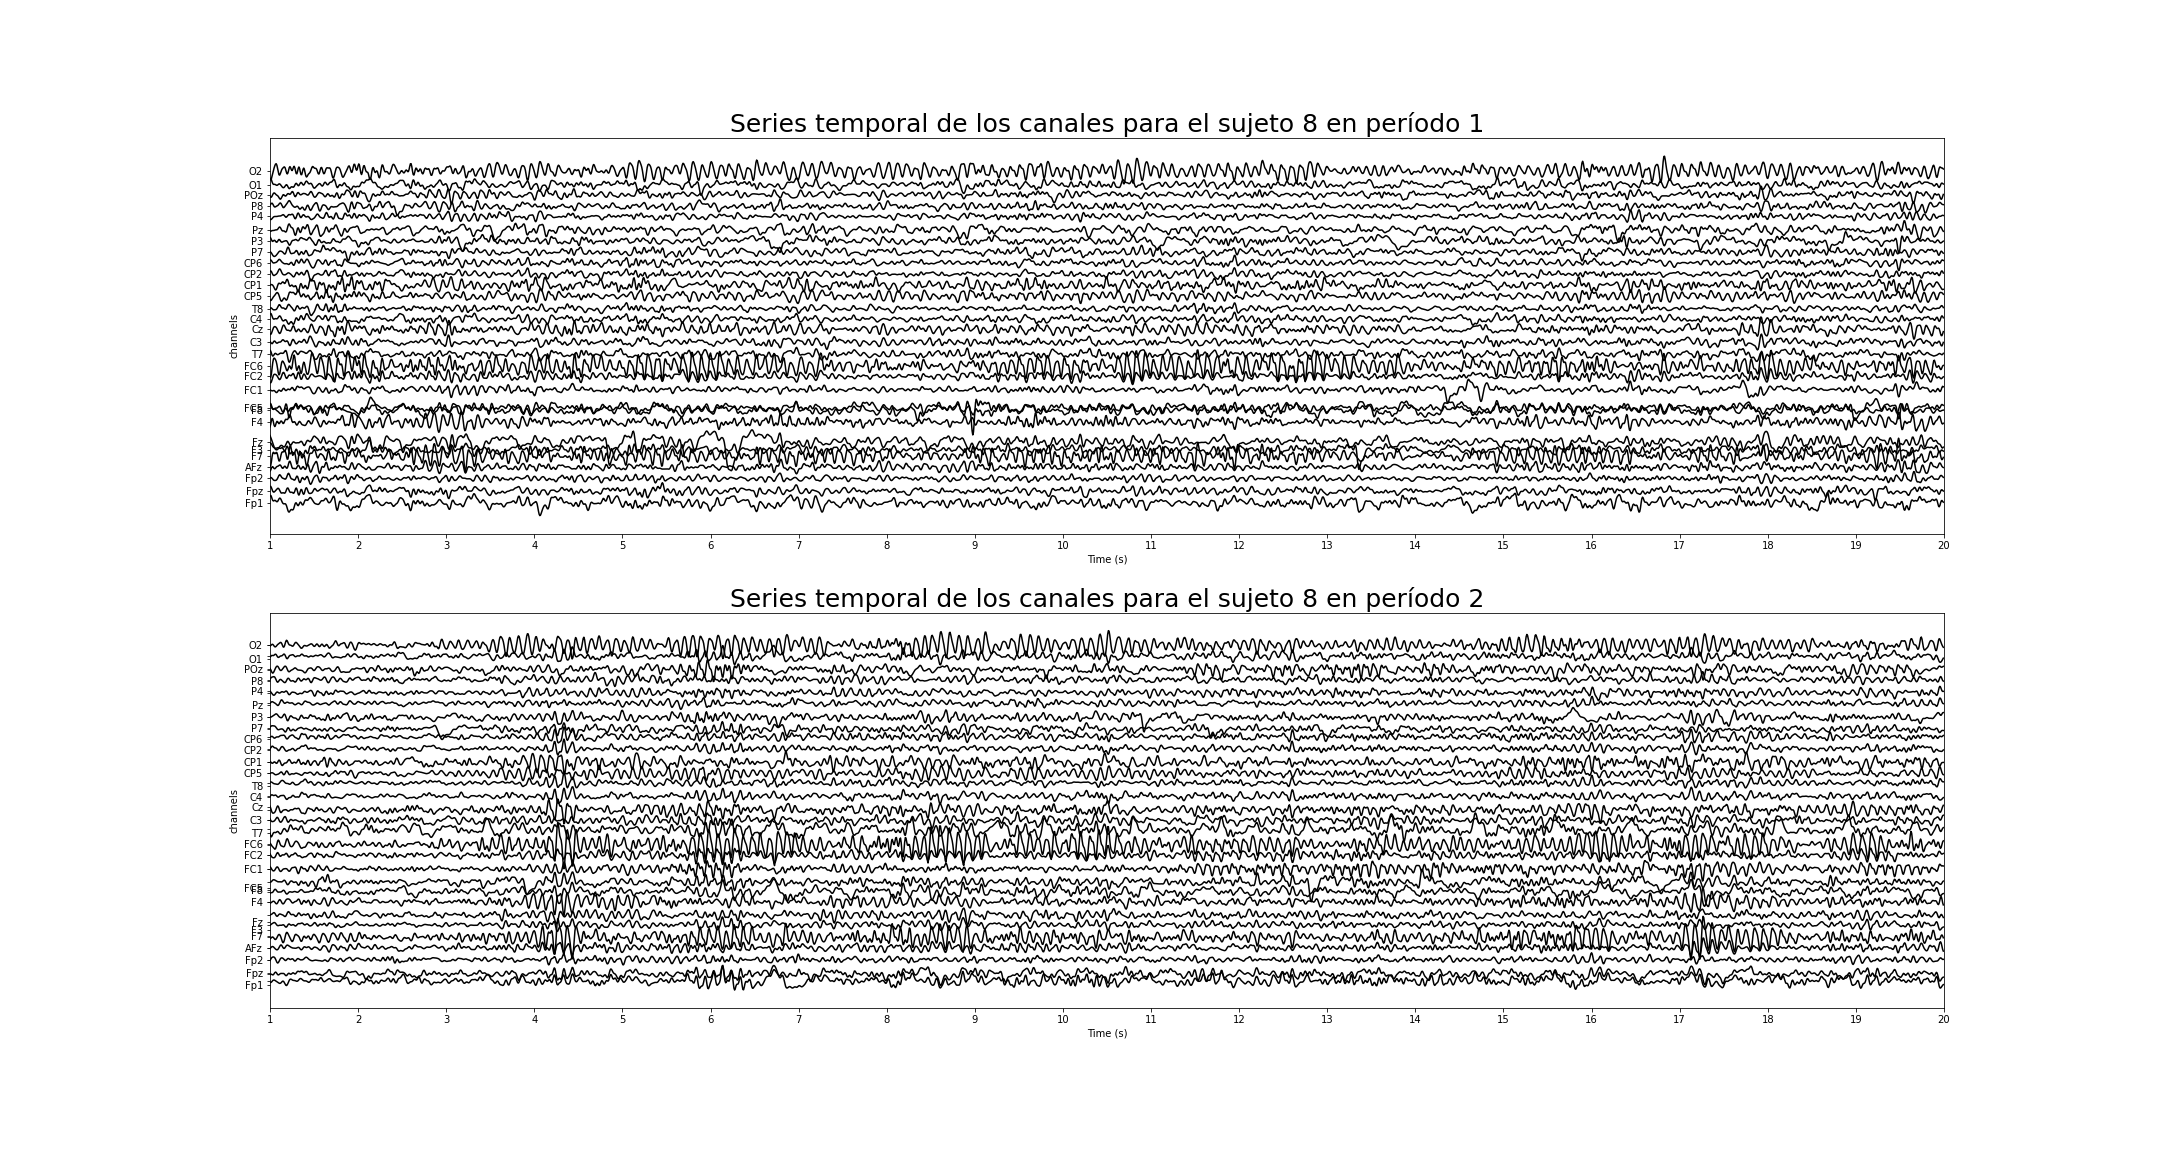 Series temporal de los canales para el sujeto 8 en período 1
O2
O1
POz
P8
P4
Pz
P3
P7
CP6
CP2
CP1
CP5
T8
C4
Cz
C3
T7
FC6
FC2
FC1
F4
Fz
F7
AFz
Fp2
Fpz
Fp1
channels
1 2 3 4 5 6 7 8 9 10 11 12 13 14 15 16 17 18 19 20
Time (s)
Series temporal de los canales para el sujeto 8 en período 2
O2
O1
POz
P8
P4
Pz
P3
P7
CP6
CP2
CP1
CP5
T8
C4
Cz
C3
T7
FC6
FC2
FC1
F4
Fz
F7
AFz
Fp2
Fpz
Fp1
channels
1 2 3 4 5 6 7 8 9 10 11 12 13 14 15 16 17 18 19 20
Time (s)